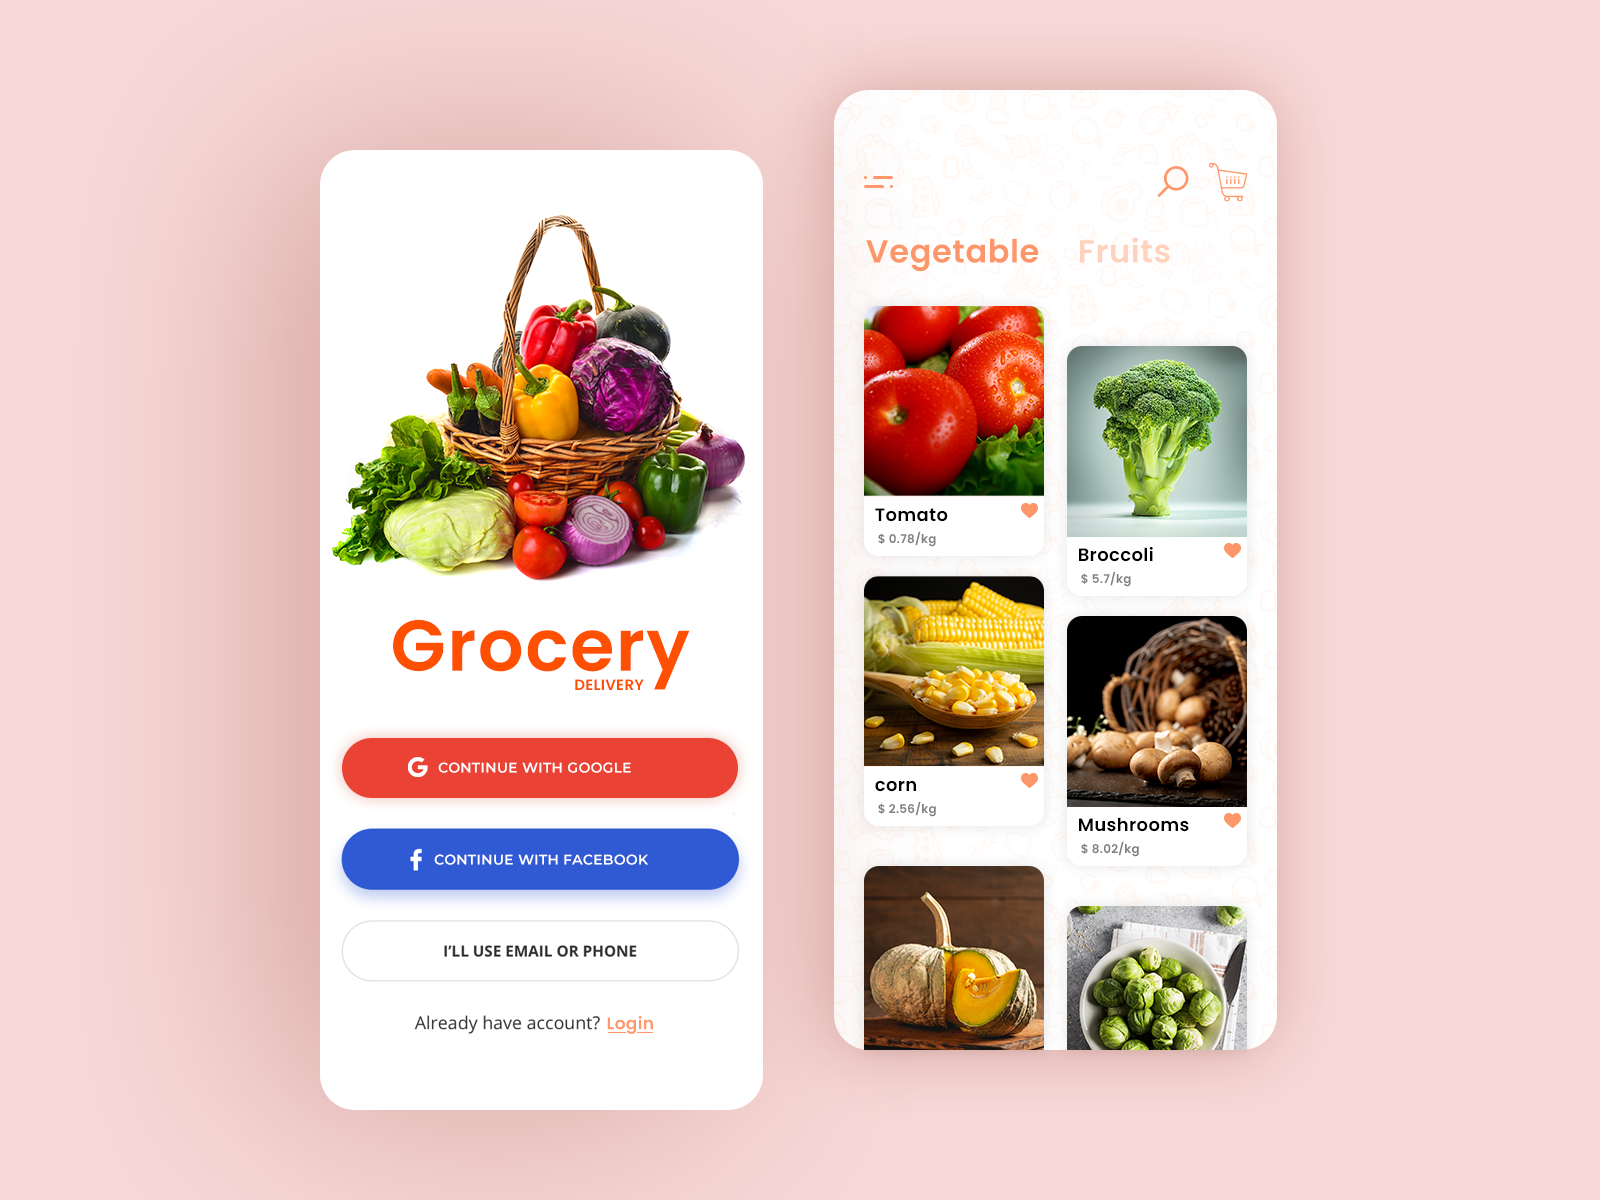 Grocery
DELIVERY
CONTINUE WITH GOOGLE
CONTINUE WITH FACEBOOK
I'LL USE EMAIL OR PHONE
Already have account? Login
Vegetable Fruits
Tomato
$ 0.78/kg
Broccoli
$ 5.7/kg
corn
$ 2.56/kg
Mushrooms
$ 8.02/kg